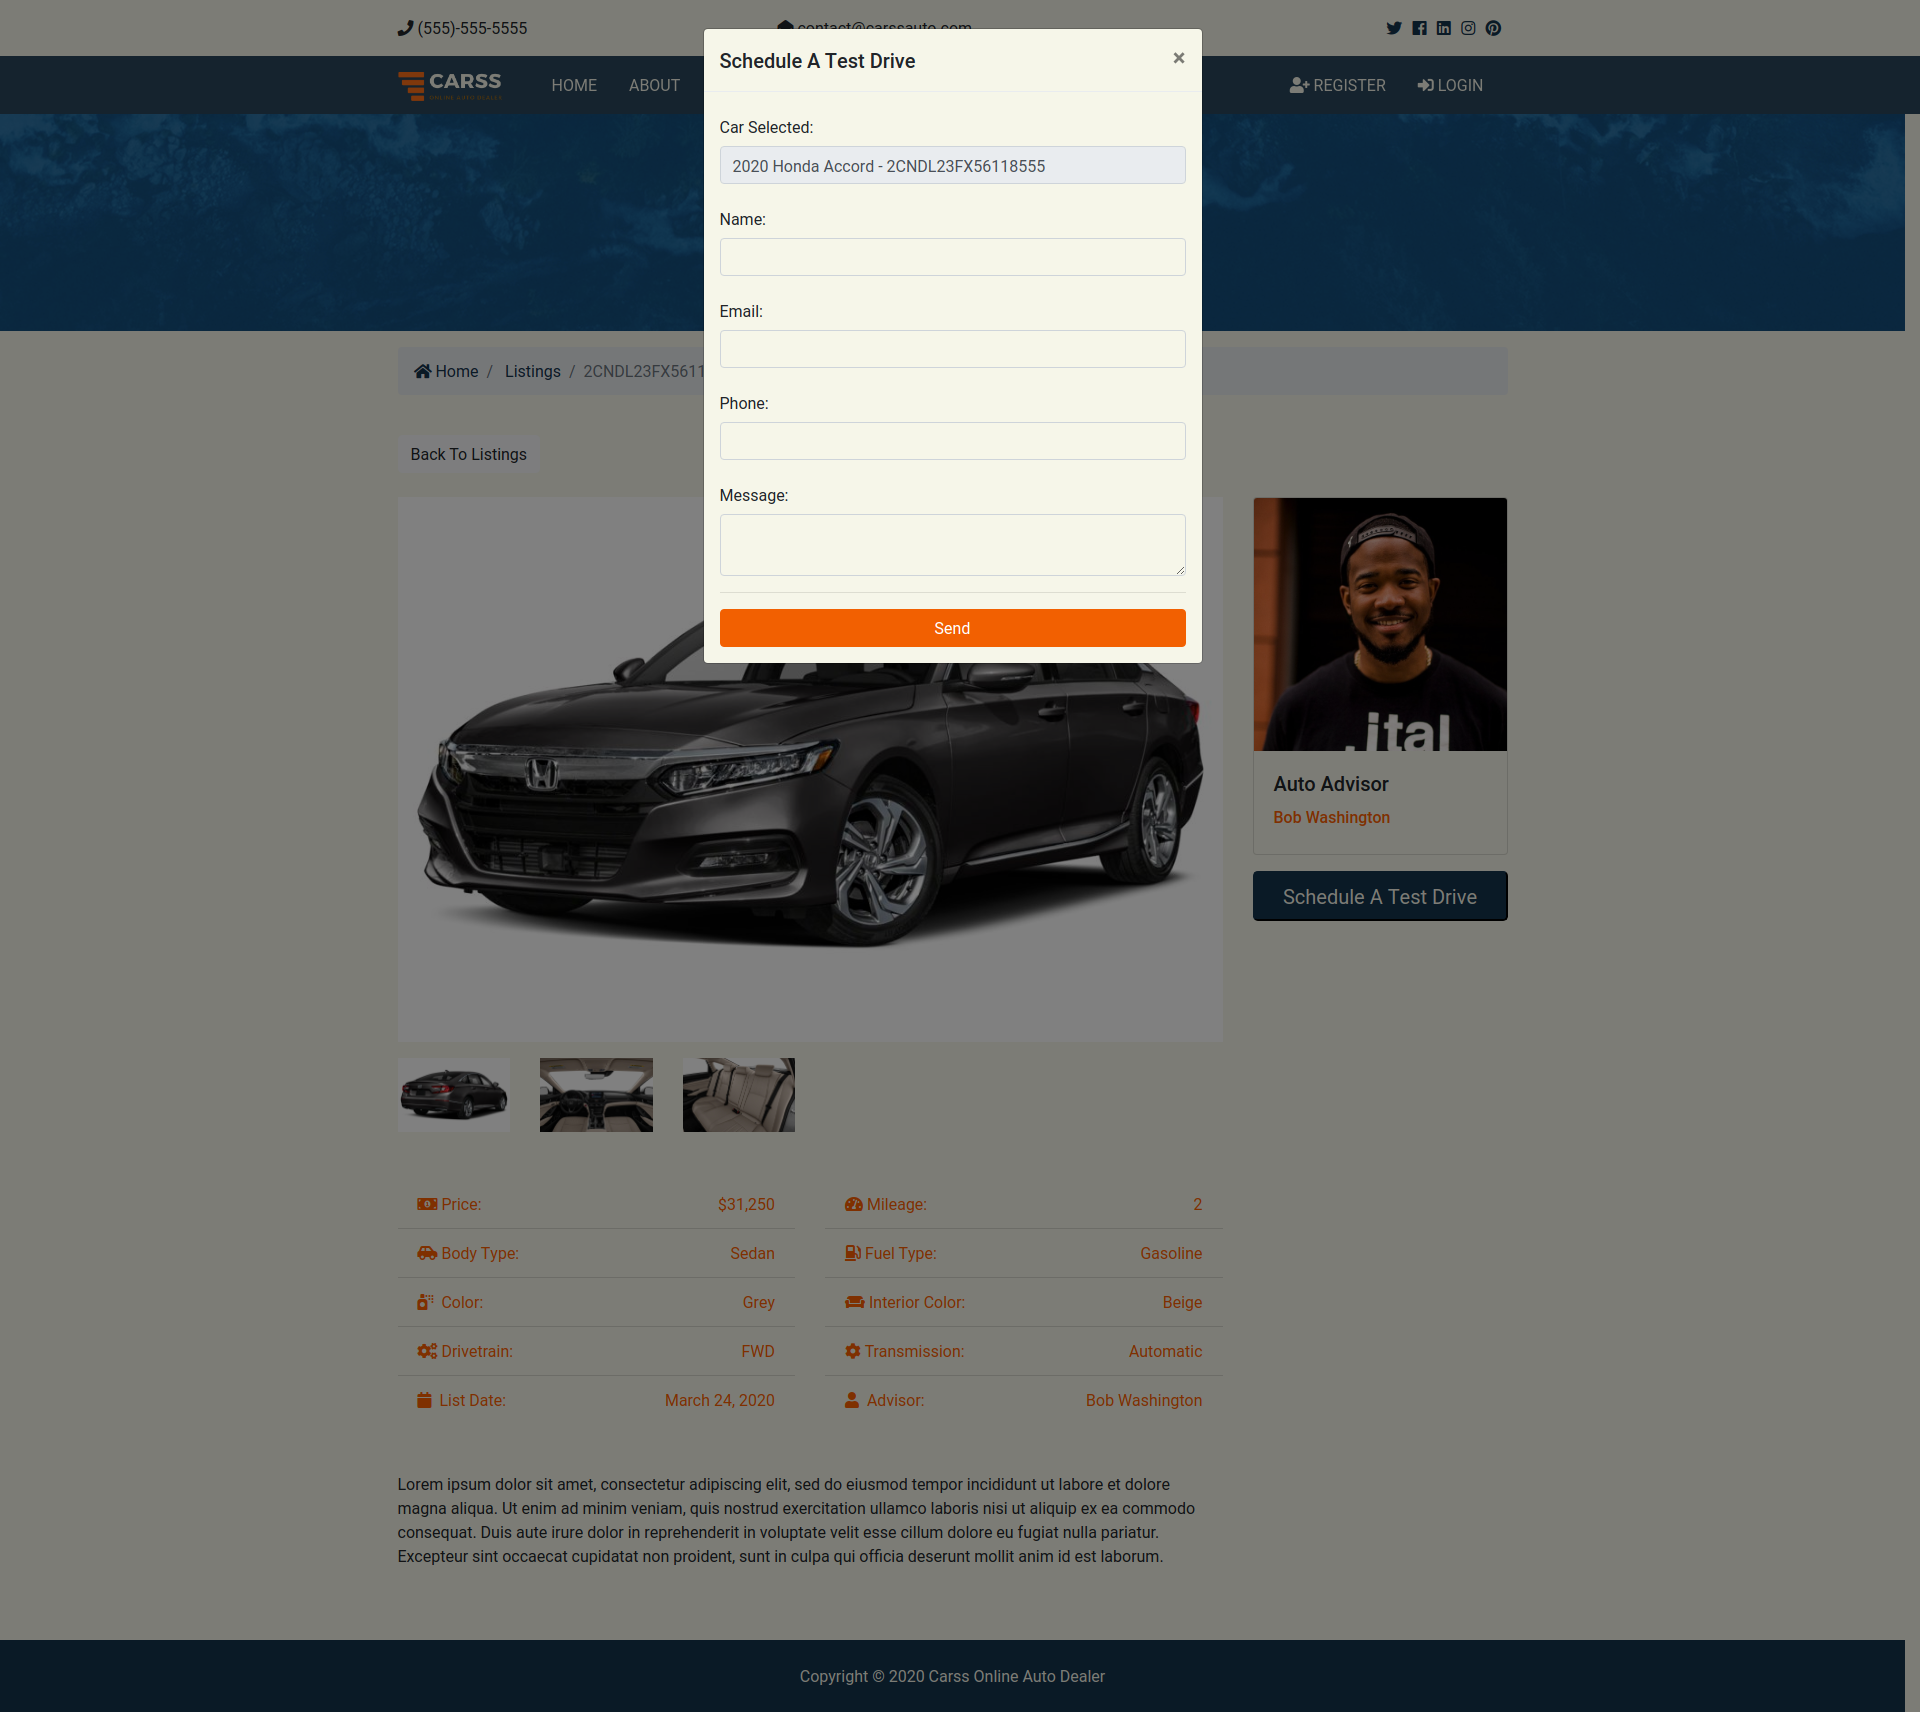 (555)-555-5555
contact@carssauto.com
CARSS
ONLINE AUTO DEALER
HOME
ABOUT
REGISTER
LOGIN
Schedule A Test Drive
×
Car Selected:
2020 Honda Accord - 2CNDL23FX56118555
Name:
Email:
Phone:
Message:
Send
Home / Listings / 2CNDL23FX5611
Back To Listings
.ital
Auto Advisor
Bob Washington
Schedule A Test Drive
Price: $31,250
Mileage: 2
Body Type: Sedan
Fuel Type: Gasoline
Color: Grey
Interior Color: Beige
Drivetrain: FWD
Transmission: Automatic
List Date: March 24, 2020
Advisor: Bob Washington
Lorem ipsum dolor sit amet, consectetur adipiscing elit, sed do eiusmod tempor incididunt ut labore et dolore
magna aliqua. Ut enim ad minim veniam, quis nostrud exercitation ullamco laboris nisi ut aliquip ex ea commodo
consequat. Duis aute irure dolor in reprehenderit in voluptate velit esse cillum dolore eu fugiat nulla pariatur.
Excepteur sint occaecat cupidatat non proident, sunt in culpa qui officia deserunt mollit anim id est laborum.
Copyright © 2020 Carss Online Auto Dealer